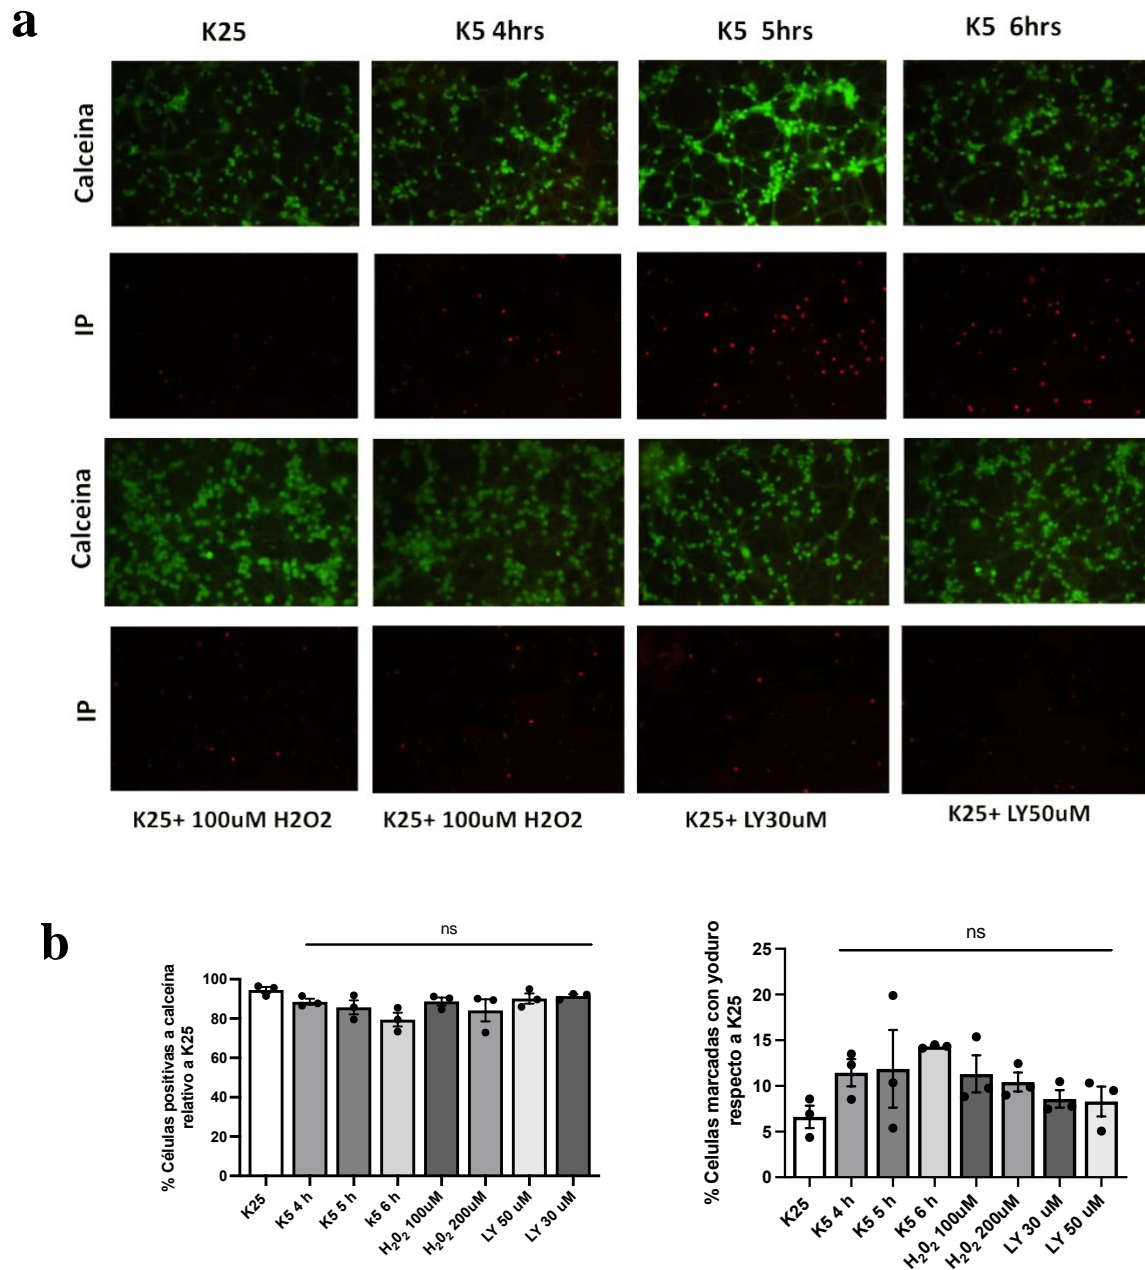 a
K25
K5 4hrs
K5 5hrs
K5 6hrs
Calceina
IP
Calceina
IP
K25+ 100uM H2O2
K25+ 100uM H2O2
K25+ LY30uM
K25+ LY50uM
b
ns
% Células positivas a calceína
relativo a K25
100
80
60
40
20
0
K25
K5 4 h
K5 5 h
k5 6 h
H₂0₂ 100uM
H₂0₂ 200uM
LY 50 uM
LY 30 uM
ns
% Celulas marcadas con yoduro
respecto a K25
25
20
15
10
5
0
K25
K5 4 h
K5 5 h
K5 6 h
H₂0₂ 100uM
H₂0₂ 200uM
LY 30 uM
LY 50 uM